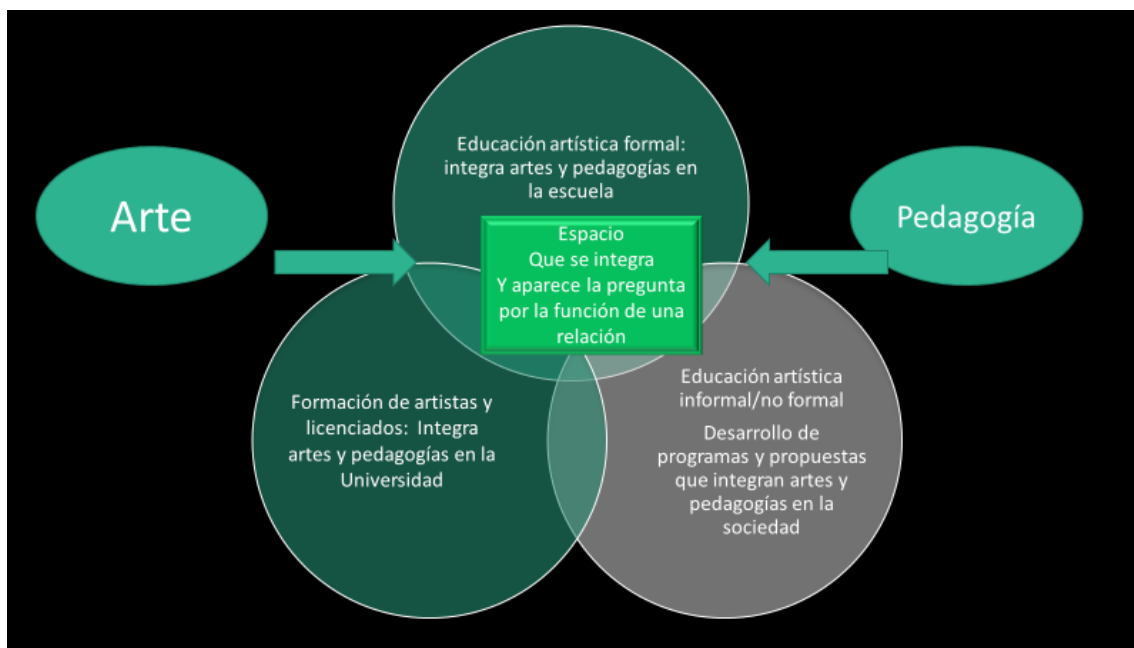 Educación artística formal:
integra artes y pedagogías en
la escuela
Arte
Pedagogía
Espacio
Que se integra
Y aparece la pregunta
por la función de una
relación
Formación de artistas y
licenciados:  Integra
artes y pedagogías en la
Universidad
Educación artística
informal/no formal
Desarrollo de
programas y propuestas
que integran artes y
pedagogías en la
sociedad